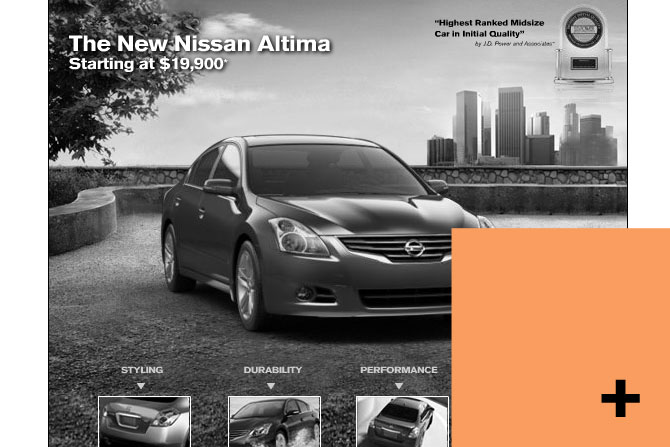 The New Nissan Altima
Starting at $19,900*
“Highest Ranked Midsize
Car in Initial Quality”
by J.D. Power and Associates
STYLING
DURABILITY
PERFORMANCE
+